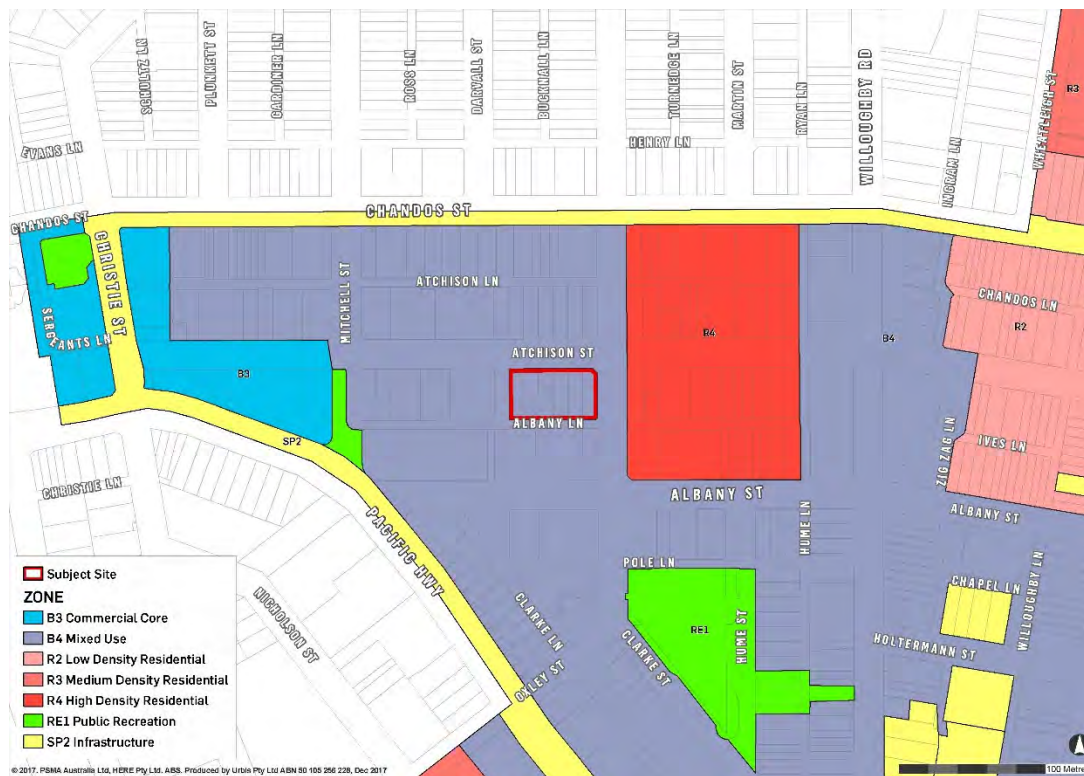 SCHULTZ LN
PLUNKETT ST
GARDINER LN
ROSS LN
DARVALL ST
BUCKNALL LN
TURNEDGE LN
MARTIN ST
RYAN LN
WILLOUGHBY RD
INGRAM LN
WHEATLEIGH ST
R3
EVANS LN
HENRY LN
CHANDOS ST
CHANDOS ST
CHRISTIE ST
SERGEANTS LN
MITCHELL ST
ATCHISON LN
ATCHISON ST
ALBANY LN
R4
B4
CHANDOS LN
R2
B3
SP2
ZIG ZAG LN
IVES LN
CHRISTIE LN
ALBANY ST
ALBANY ST
HUME LN
PACIFIC HWY
POLE LN
CHAPEL LN
WILLOUGHBY LN
NICHOLSON ST
CLARKE LN
OXLEY ST
CLARKE ST
RE1
HUME ST
HOLTERMANN ST
Subject Site
ZONE
B3 Commercial Core
B4 Mixed Use
R2 Low Density Residential
R3 Medium Density Residential
R4 High Density Residential
RE1 Public Recreation
SP2 Infrastructure
© 2017. PSMA Australia Ltd, HERE Pty Ltd. ABS. Produced by Urbis Pty Ltd ABN 50 105 256 228, Dec 2017
100 Metre